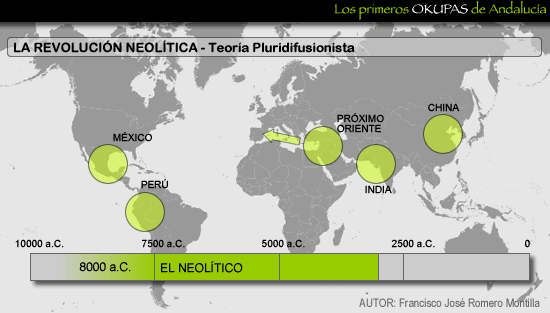 Los primeros OKUPAS de Andalucía
LA REVOLUCIÓN NEOLÍTICA - Teoría Pluridifusionista
CHINA
PRÓXIMO
ORIENTE
MÉXICO
PERÚ
INDIA
10000 a.C. 7500 a.C. 5000 a.C. 2500 a.C. 0
8000 a.C. EL NEOLÍTICO
AUTOR: Francisco José Romero Montilla